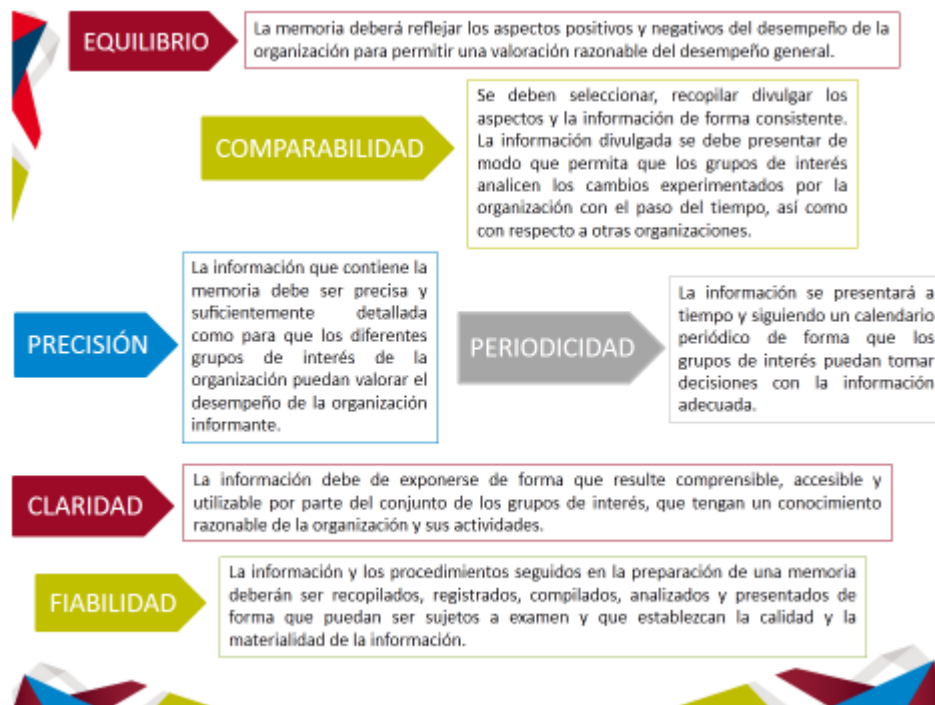 EQUILIBRIO
La memoria deberá reflejar los aspectos positivos y negativos del desempeño de la
organización para permitir una valoración razonable del desempeño general.
COMPARABILIDAD
Se deben seleccionar, recopilar divulgar los
aspectos y la información de forma consistente.
La información divulgada se debe presentar de
modo que permita que los grupos de interés
analicen los cambios experimentados por la
organización con el paso del tiempo, así como
con respecto a otras organizaciones.
PRECISIÓN
La información que contiene la
memoria debe ser precisa y
suficientemente detallada
como para que los diferentes
grupos de interés de la
organización puedan valorar el
desempeño de la organización
informante.
PERIODICIDAD
La información se presentará a
tiempo y siguiendo un calendario
periódico de forma que los
grupos de interés puedan tomar
decisiones con la información
adecuada.
CLARIDAD
La información debe de exponerse de forma que resulte comprensible, accesible y
utilizable por parte del conjunto de los grupos de interés, que tengan un conocimiento
razonable de la organización y sus actividades.
FIABILIDAD
La información y los procedimientos seguidos en la preparación de una memoria
deberán ser recopilados, registrados, compilados, analizados y presentados de
forma que puedan ser sujetos a examen y que establezcan la calidad y la
materialidad de la información.